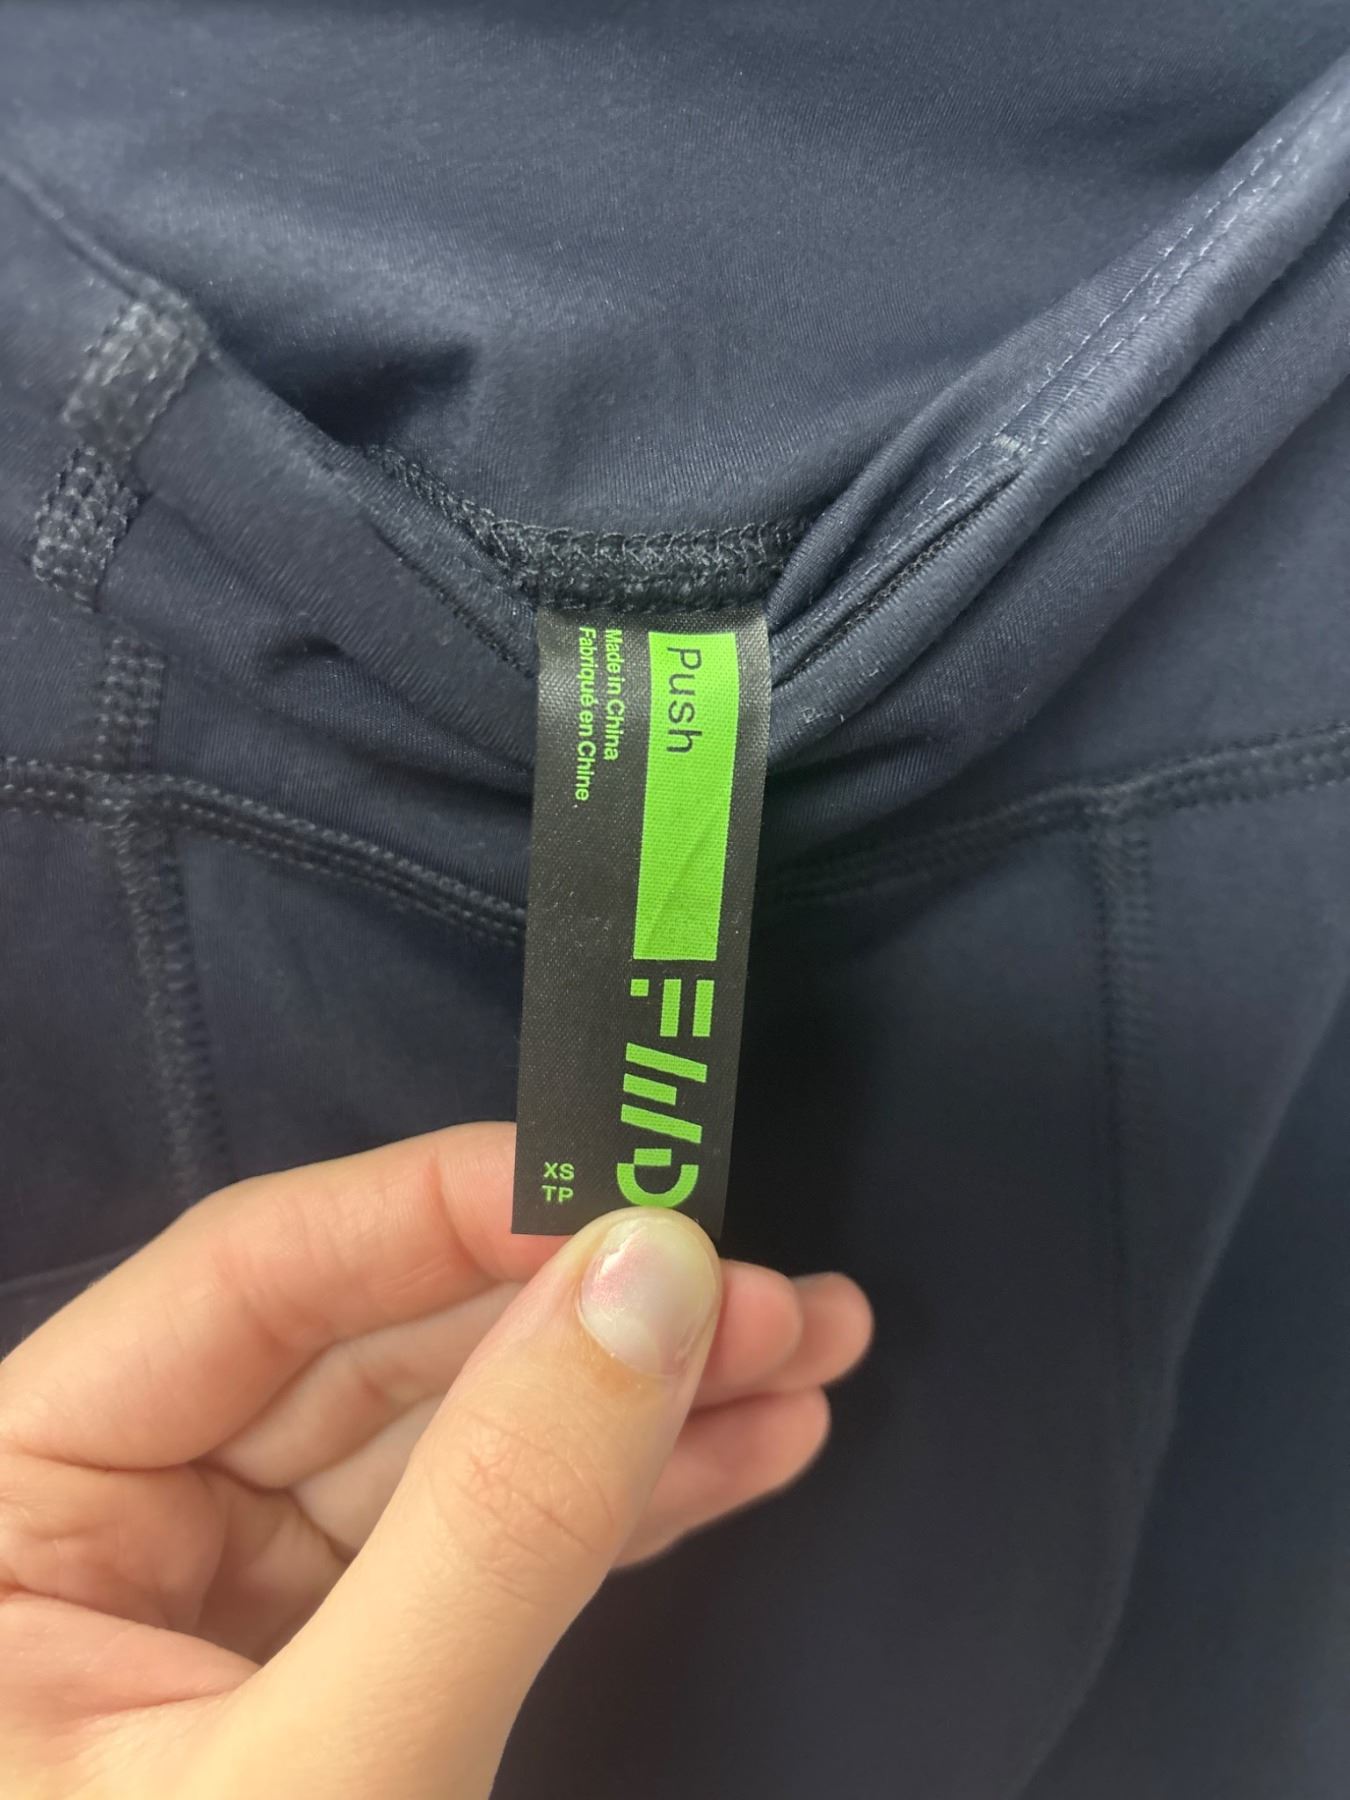 Push
Made in China
Fabriqué en Chine
XS
TP